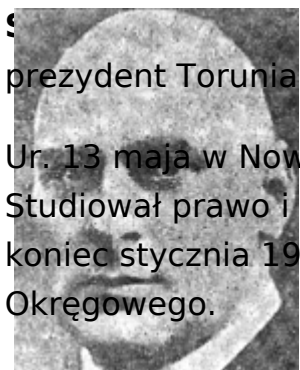 prezydent Torunia
Ur. 13 maja w Now
Studiował prawo i
koniec stycznia 19
Okręgowego.